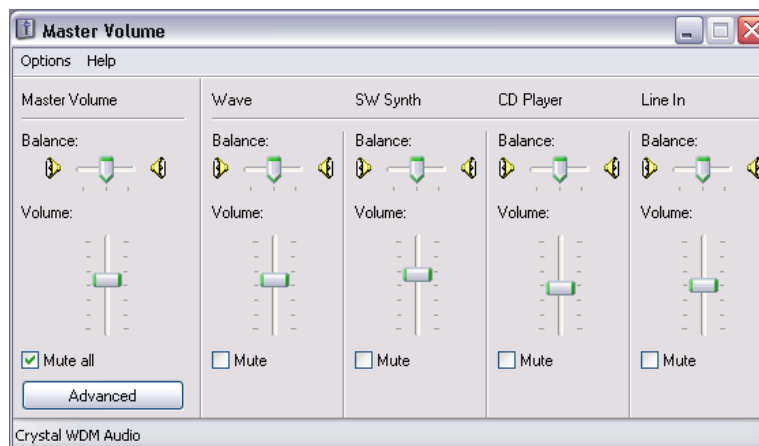 Master Volume
Options Help
Master Volume Wave SW Synth CD Player Line In
Balance: Balance: Balance: Balance: Balance:
Volume: Volume: Volume: Volume: Volume:
Mute all Mute Mute Mute Mute
Advanced
Crystal WDM Audio